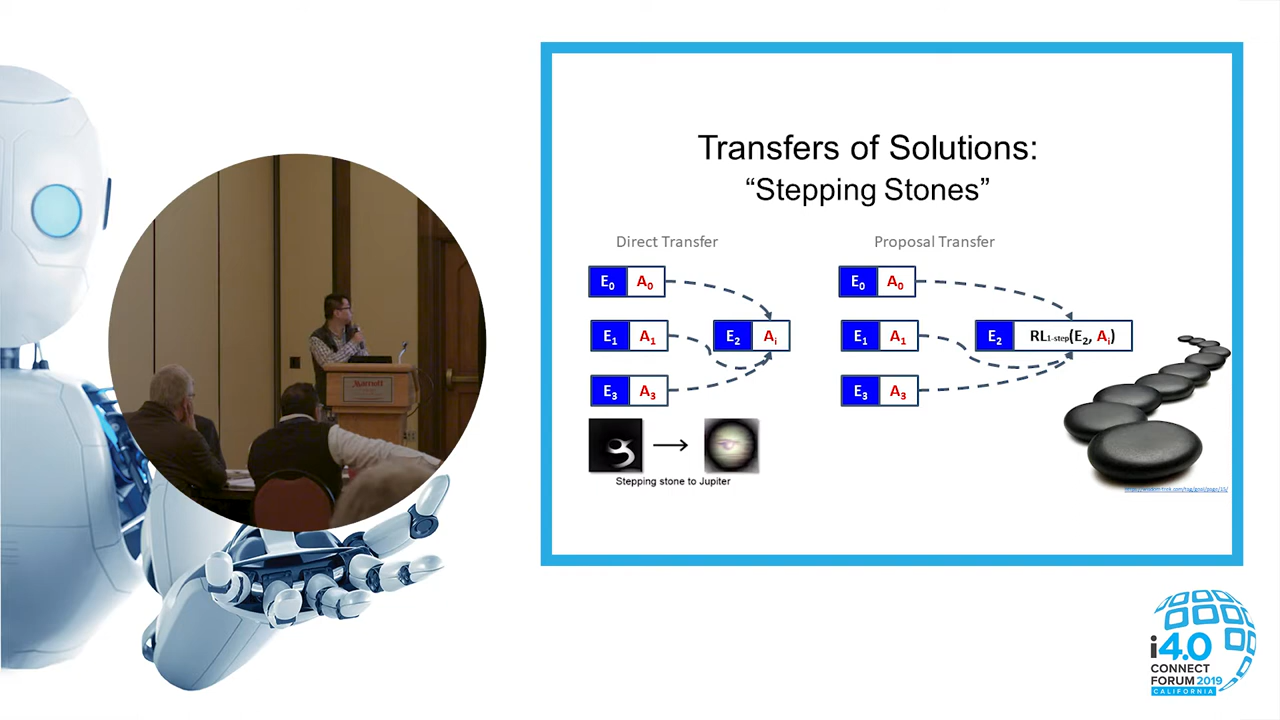 Transfers of Solutions:
“Stepping Stones”
Direct Transfer
Proposal Transfer
E0 A0
E1 A1
E2 Ai
E3 A3
E0 A0
E1 A1
E2 RL1-step(E2, Ai)
E3 A3
Stepping stone to Jupiter
Marriott
i4.0
CONNECT
FORUM 2019
CALIFORNIA